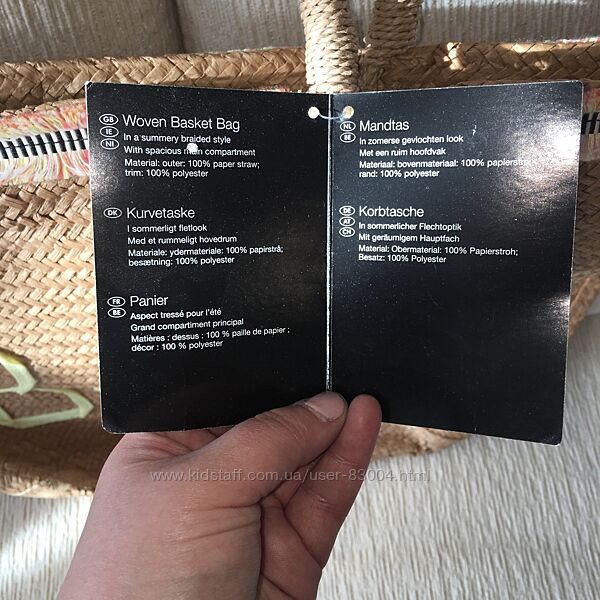 GB
IE
NI
Woven Basket Bag
In a summery braided style
With spacious main compartment
Material: outer: 100% paper straw;
trim: 100% polyester
DK
Kurvetaske
I sommerligt fletlook
Med et rummeligt hovedrum
Materiale: ydermateriale: 100% papirstrå;
besætning: 100% polyester
FR
BE
Panier
Aspect tressé pour l'été
Grand compartiment principal
Matières : dessus : 100 % paille de papier ;
décor : 100 % polyester
NL
BE
Mandtas
In zomerse gevlochten look
Met een ruim hoofdvak
Materiaal: bovenmateriaal: 100%
rand: 100% polyester
DE
AT
CH
Korbtasche
In sommerlicher Flechtoptik
Mit geräumigem Hauptfach
Material: Obermaterial: 100% Papierstroh;
Besatz: 100% Polyester
www.kidstaff.com.ua/user-83004.html